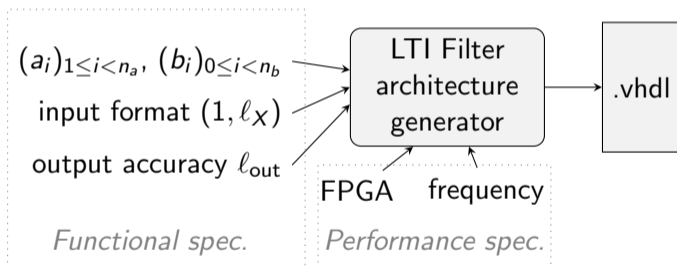 (a_i)_{1≤i<n_a}, (b_i)_{0≤i<n_b}
input format (1, ℓ_X)
output accuracy ℓ_out
Functional spec.
LTI Filter
architecture
generator
FPGA frequency
Performance spec.
.vhdl